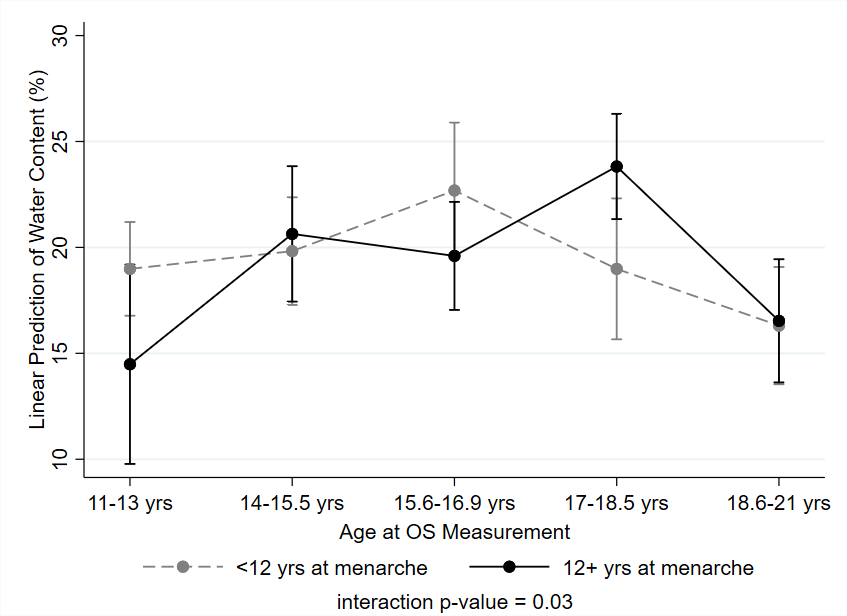 Linear Prediction of Water Content (%)
30
25
20
15
10
11-13 yrs 14-15.5 yrs 15.6-16.9 yrs 17-18.5 yrs 18.6-21 yrs
Age at OS Measurement
<12 yrs at menarche 12+ yrs at menarche
interaction p-value = 0.03